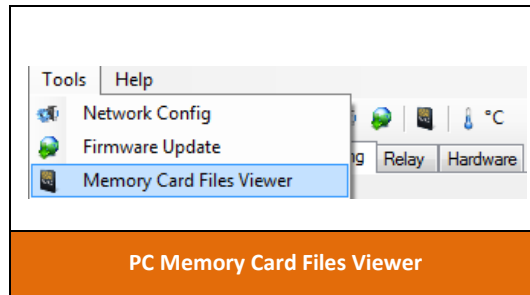 Tools Help
Network Config
°C
Firmware Update
Relay Hardware
Memory Card Files Viewer
PC Memory Card Files Viewer